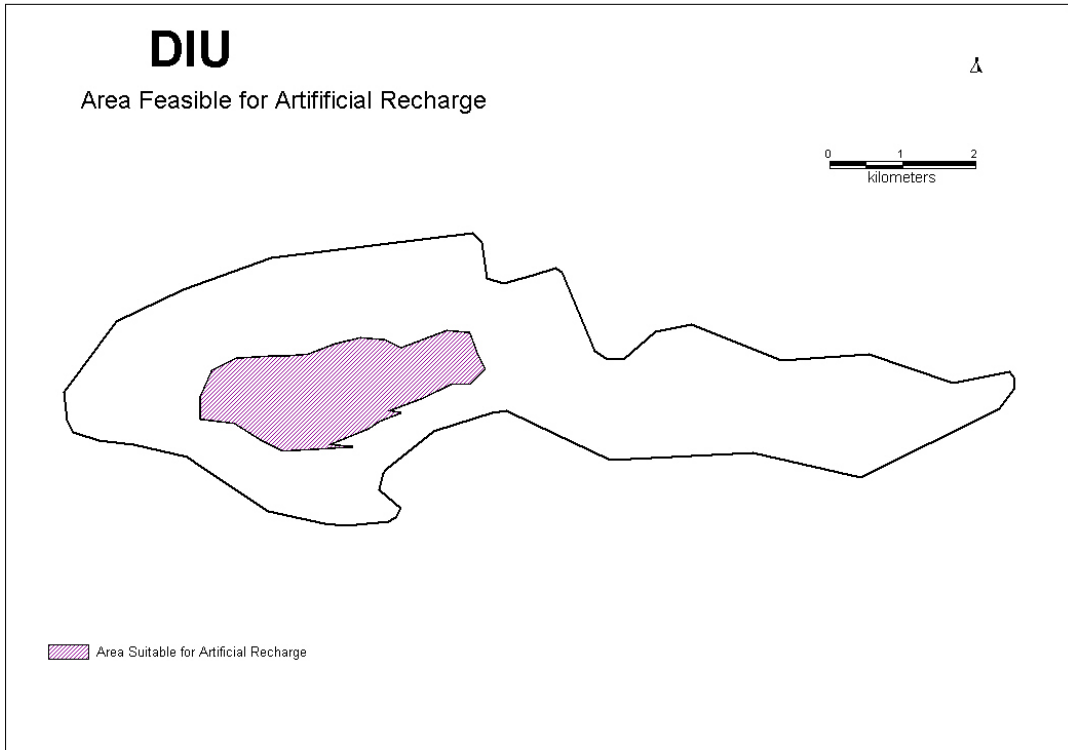 DIU
Area Feasible for Artifificial Recharge
0 1 2
kilometers
Area Suitable for Artificial Recharge